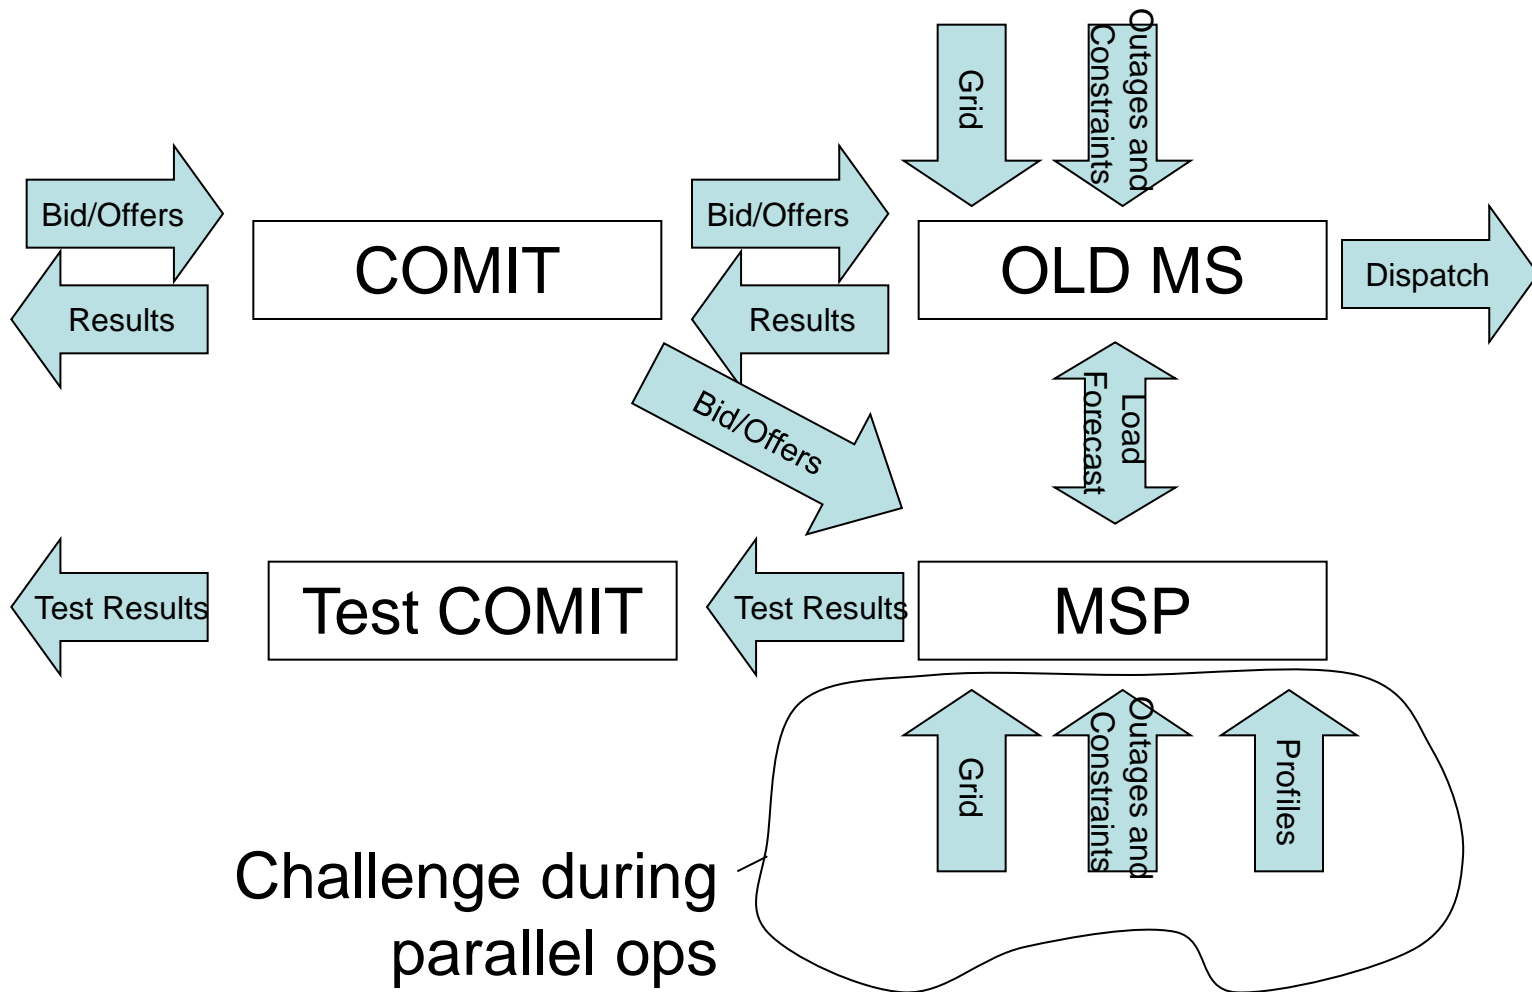 Grid
Outages and
Constraints
Bid/Offers
COMIT
Bid/Offers
OLD MS
Dispatch
Results
Results
Bid/Offers
Load
Forecast
Test Results
Test COMIT
Test Results
MSP
Grid
Outages and
Constraints
Profiles
Challenge during
parallel ops